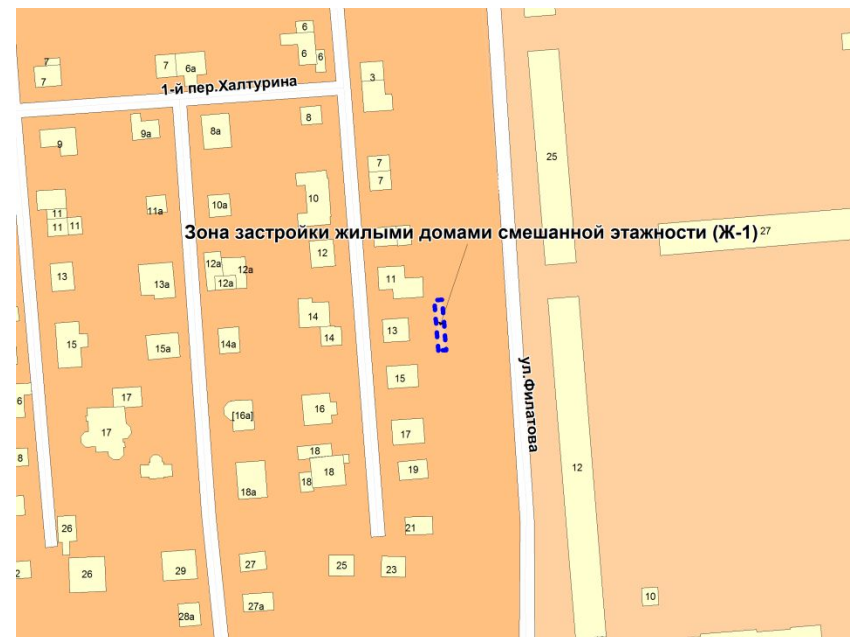 6
7
7
7
6а
6
6
3
1-й пер.Халтурина
9
9а
8а
8
25
7
7
11
11
11
11а
10а
10
Зона застройки жилыми домами смешанной этажности (Ж-1)
27
12
12а
12а
12а
13
13а
11
14
14
13
15
15а
14а
15
ул.Филатова
6
17
17
[16а]
16
17
8
18
18
18
18а
19
12
26
21
2
26
29
27
25
23
10
28а
27а